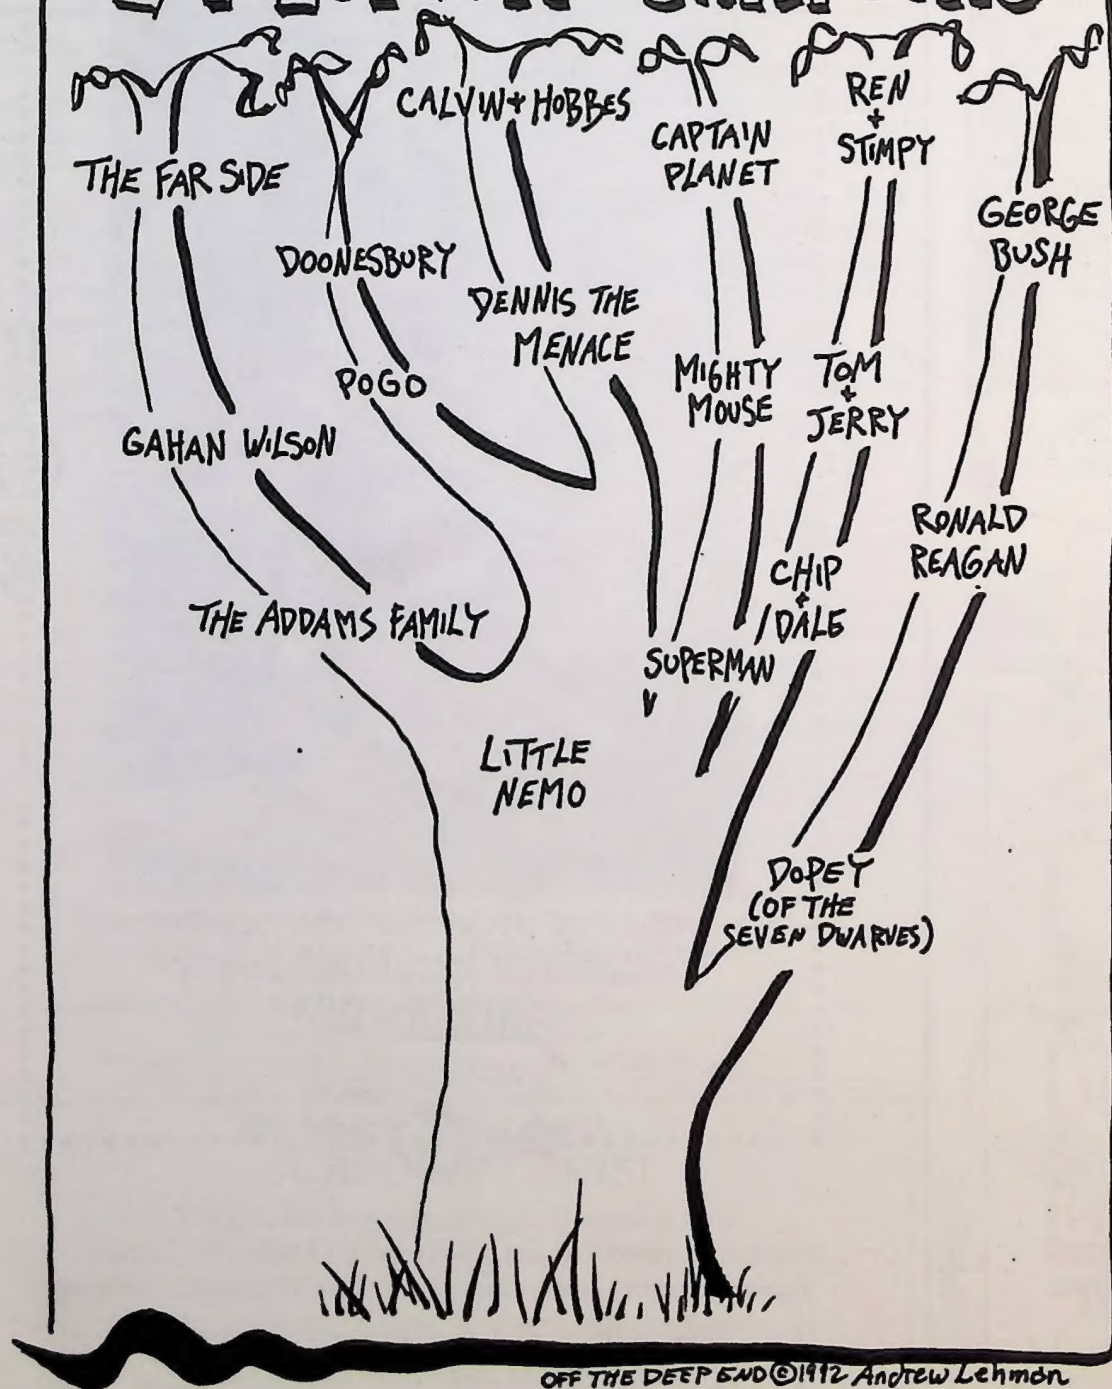 THE FAR SIDE
CALVIN + HOBBES
CAPTAIN
PLANET
REN
+
STIMPY
GEORGE
BUSH
DOONESBURY
DENNIS THE
MENACE
POGO
MIGHTY
MOUSE
TOM
+
JERRY
GAHAN WILSON
RONALD
REAGAN
CHIP
+
DALE
THE ADDAMS FAMILY
SUPERMAN
LITTLE
NEMO
DOPEY
(OF THE
SEVEN DWARVES)
OFF THE DEEP END © 1992 Andrew Lehman